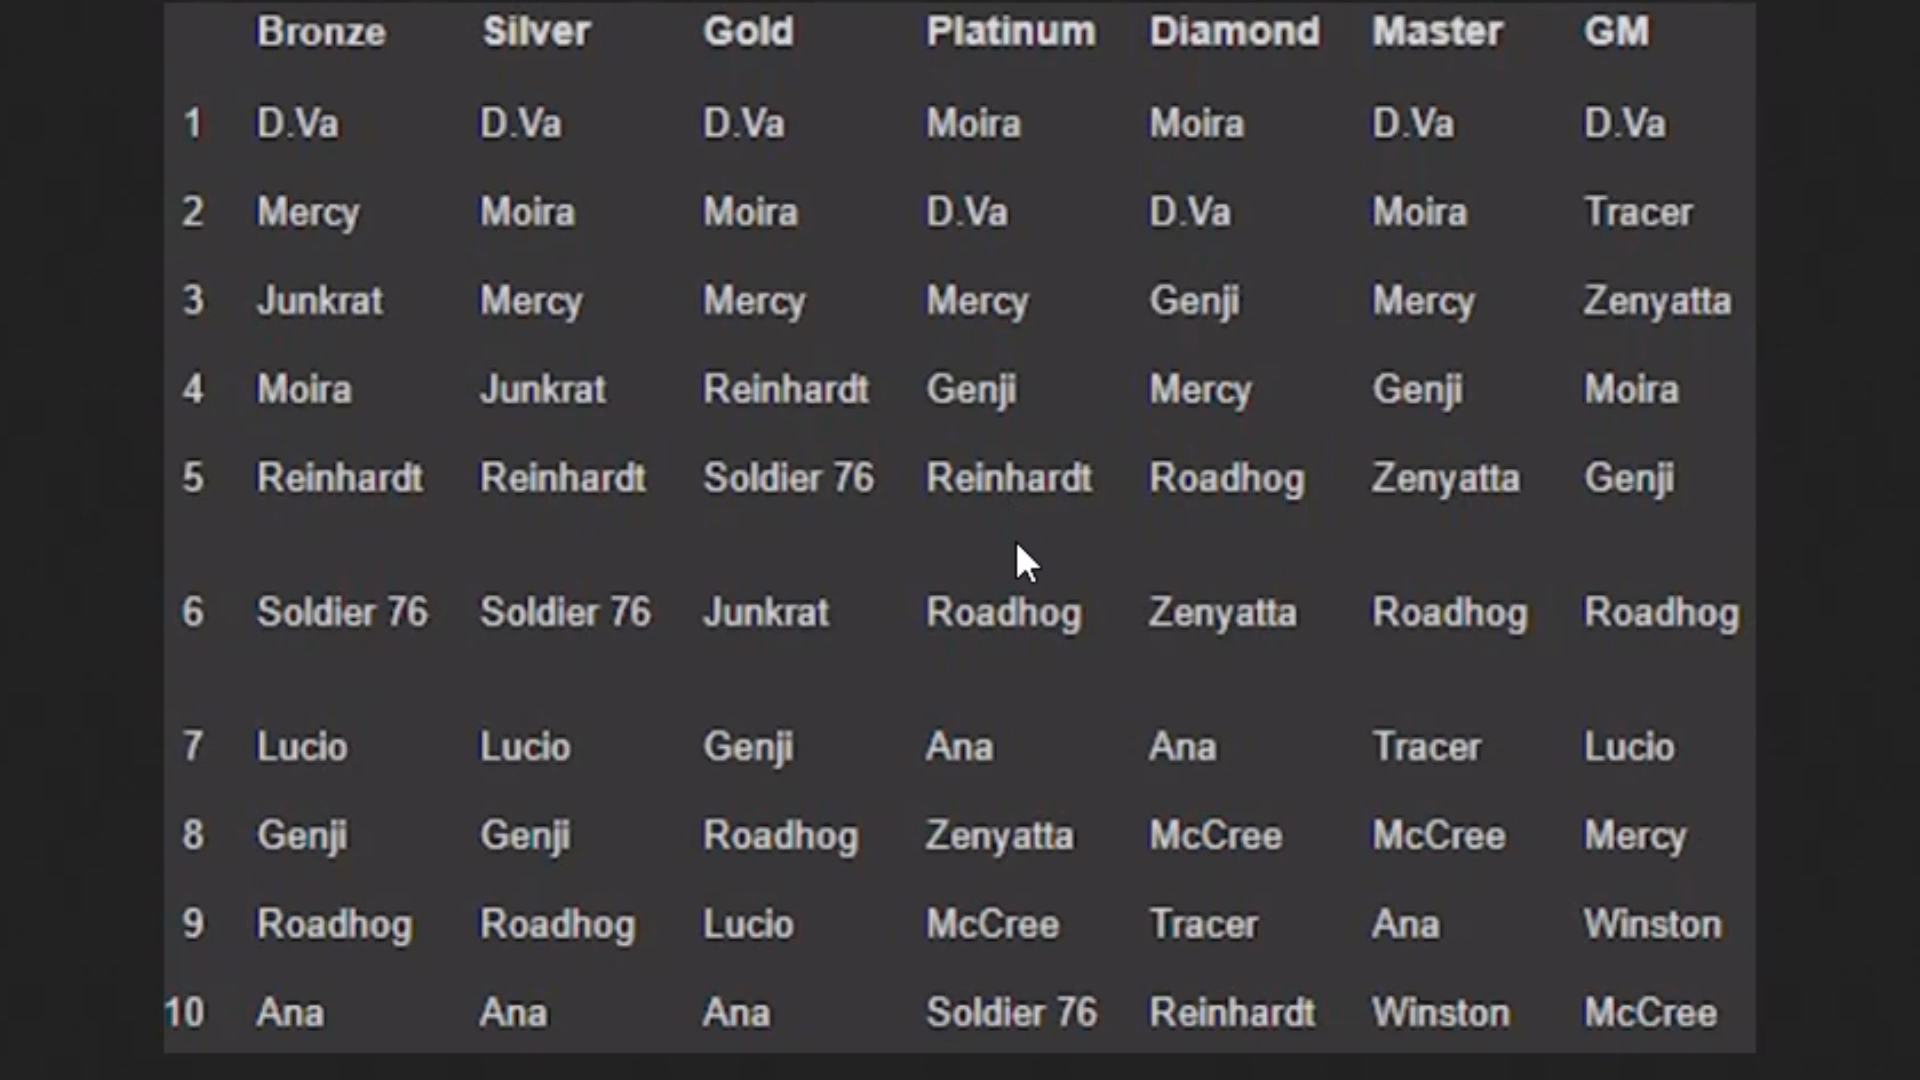 Bronze Silver Gold Platinum Diamond Master GM
1 D.Va D.Va D.Va Moira Moira D.Va D.Va
2 Mercy Moira Moira D.Va D.Va Moira Tracer
3 Junkrat Mercy Mercy Mercy Genji Mercy Zenyatta
4 Moira Junkrat Reinhardt Genji Mercy Genji Moira
5 Reinhardt Reinhardt Soldier 76 Reinhardt Roadhog Zenyatta Genji
6 Soldier 76 Soldier 76 Junkrat Roadhog Zenyatta Roadhog Roadhog
7 Lucio Lucio Genji Ana Ana Tracer Lucio
8 Genji Genji Roadhog Zenyatta McCree McCree Mercy
9 Roadhog Roadhog Lucio McCree Tracer Ana Winston
10 Ana Ana Ana Soldier 76 Reinhardt Winston McCree